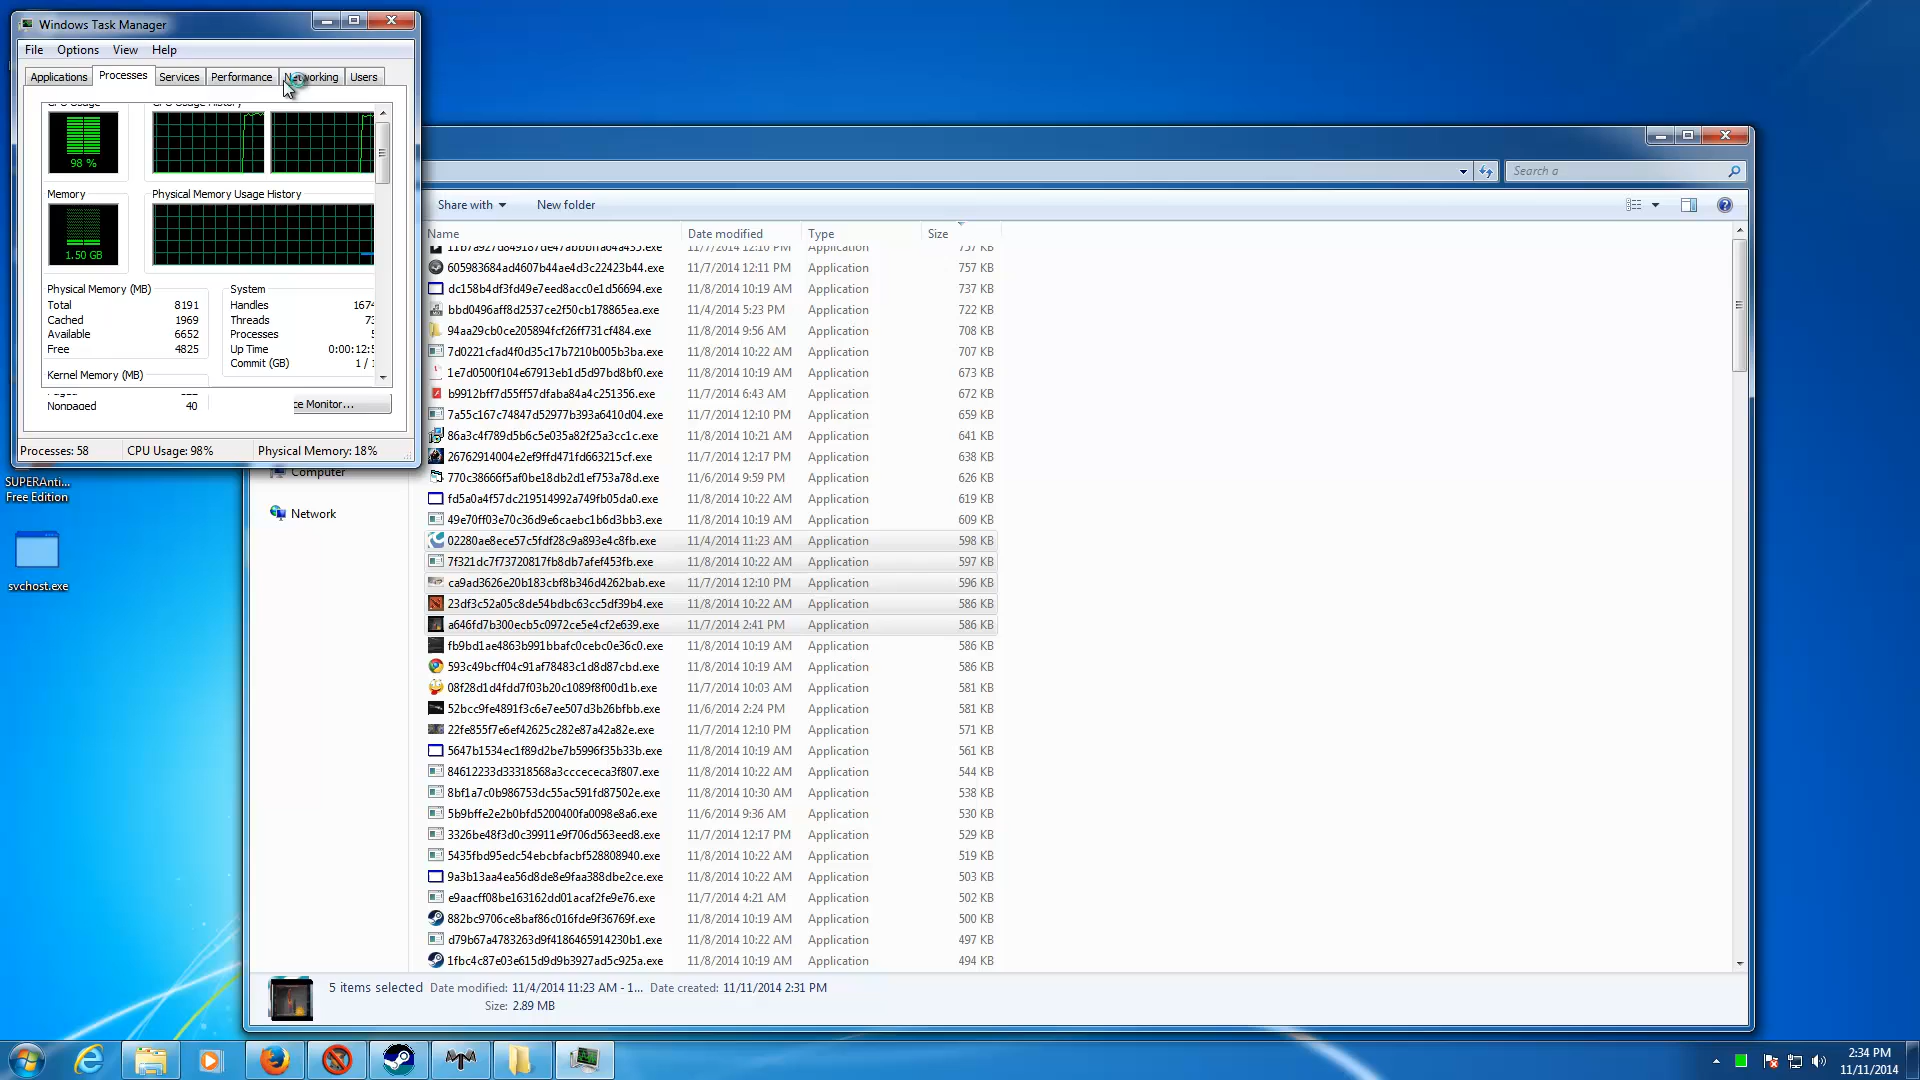 Windows Task Manager
File Options View Help
Applications Processes Services Performance Networking Users
98 %
Memory Physical Memory Usage History
1.50 GB
Physical Memory (MB) System
Total 8191 Handles
Cached 1969 Threads
Available 6652 Processes
Free 4825 Up Time
Commit (GB)
Kernel Memory (MB)
Nonpaged 40 ce Monitor...
Processes: 58 CPU Usage: 98% Physical Memory: 18%
SUPERAnti...
Free Edition
svchost.exe
Search a
Share with New folder
Computer
Network
Name Date modified Type Size
605983684ad4607b44ae4d3c22423b44.exe 11/7/2014 12:11 PM Application 757 KB
dc158b4df3fd49e7eed8acc0e1d56694.exe 11/8/2014 10:19 AM Application 737 KB
bbd0496aff8d2537ce2f50cb178865ea.exe 11/4/2014 5:23 PM Application 722 KB
94aa29cb0ce205894fcf26ff731cf484.exe 11/8/2014 9:56 AM Application 708 KB
7d0221cfad4f0d35c17b7210b005b3ba.exe 11/8/2014 10:22 AM Application 707 KB
1e7d0500f104e67913eb1d5d97bd8bf0.exe 11/8/2014 10:19 AM Application 673 KB
b9912bff7d55ff57dfaba84a4c251356.exe 11/7/2014 6:43 AM Application 672 KB
7a55c167c74847d52977b393a6410d04.exe 11/7/2014 12:10 PM Application 659 KB
86a3c4f789d5b6c5e035a82f25a3cc1c.exe 11/8/2014 10:21 AM Application 641 KB
26762914004e2ef9ffd471fd663215cf.exe 11/7/2014 12:17 PM Application 638 KB
770c38666f5af0be18db2d1ef753a78d.exe 11/6/2014 9:59 PM Application 626 KB
fd5a0a4f57dc219514992a749fb05da0.exe 11/8/2014 10:22 AM Application 619 KB
49e70ff03e70c36d9e6caebc1b6d3bb3.exe 11/8/2014 10:19 AM Application 609 KB
02280ae8ece57c5fdf28c9a893e4c8fb.exe 11/4/2014 11:23 AM Application 598 KB
7f321dc7f73720817fb8db7afef453fb.exe 11/8/2014 10:22 AM Application 597 KB
ca9ad3626e20b183cbf8b346d4262bab.exe 11/7/2014 12:10 PM Application 596 KB
23df3c52a05c8de54bdbc63cc5df39b4.exe 11/8/2014 10:22 AM Application 586 KB
a646fd7b300ecb5c0972ce5e4cf2e639.exe 11/7/2014 2:41 PM Application 586 KB
fb9bd1ae4863b991bbafc0cebc0e36c0.exe 11/8/2014 10:19 AM Application 586 KB
593c49bcff04c91af78483c1d8d87cbd.exe 11/8/2014 10:19 AM Application 586 KB
08f28d1d4fdd7f03b20c1089f8f00d1b.exe 11/7/2014 10:03 AM Application 581 KB
52bcc9fe4891f3c6e7ee507d3b26bfbb.exe 11/6/2014 2:24 PM Application 581 KB
22fe855f7e6ef42625c282e87a42a82e.exe 11/7/2014 12:10 PM Application 571 KB
5647b1534ec1f89d2be7b5996f35b33b.exe 11/8/2014 10:19 AM Application 561 KB
84612233d33318568a3cccececa3f807.exe 11/8/2014 10:22 AM Application 544 KB
8bf1a7c0b986753dc55ac591fd87502e.exe 11/8/2014 10:30 AM Application 538 KB
5b9bffe2e2b0bfd5200400fa0098e8a6.exe 11/6/2014 9:36 AM Application 530 KB
3326be48f3d0c39911e9f706d563eed8.exe 11/7/2014 12:17 PM Application 529 KB
5435fbd95edc54ebcbfacbf528808940.exe 11/8/2014 10:22 AM Application 519 KB
9a3b13aa4ea56d8de8e9faa388dbe2ce.exe 11/8/2014 10:22 AM Application 503 KB
e9aacff08be163162dd01acaf2fe9e76.exe 11/7/2014 4:21 AM Application 502 KB
882bc9706ce8baf86c016fde9f36769f.exe 11/8/2014 10:19 AM Application 500 KB
d79b67a4783263d9f4186465914230b1.exe 11/8/2014 10:22 AM Application 497 KB
1fbc4c87e03e615d9d9b3927ad5c925a.exe 11/8/2014 10:19 AM Application 494 KB
5 items selected Date modified: 11/4/2014 11:23 AM - 1... Date created: 11/11/2014 2:31 PM
Size: 2.89 MB
2:34 PM
11/11/2014